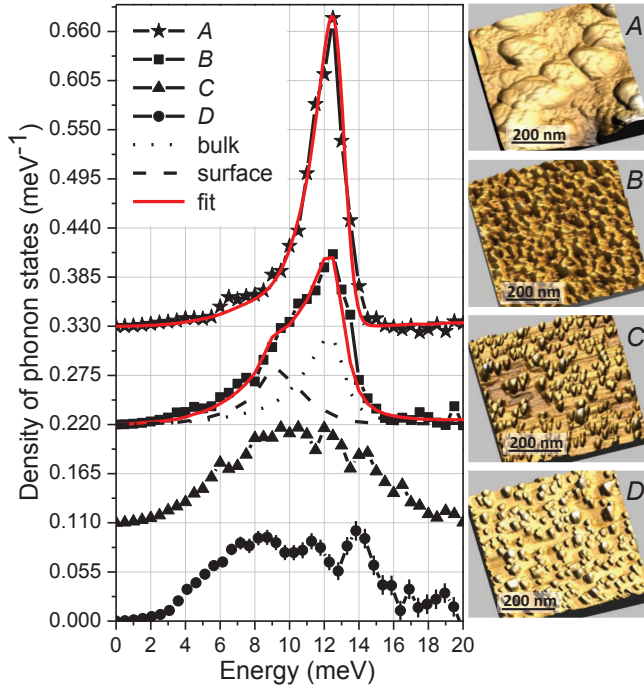 A
B
C
D
bulk
surface
fit
Density of phonon states (meV⁻¹)
0.660
0.605
0.550
0.495
0.440
0.385
0.330
0.275
0.220
0.165
0.110
0.055
0.000
0 2 4 6 8 10 12 14 16 18 20
Energy (meV)
A
200 nm
B
200 nm
C
200 nm
D
200 nm